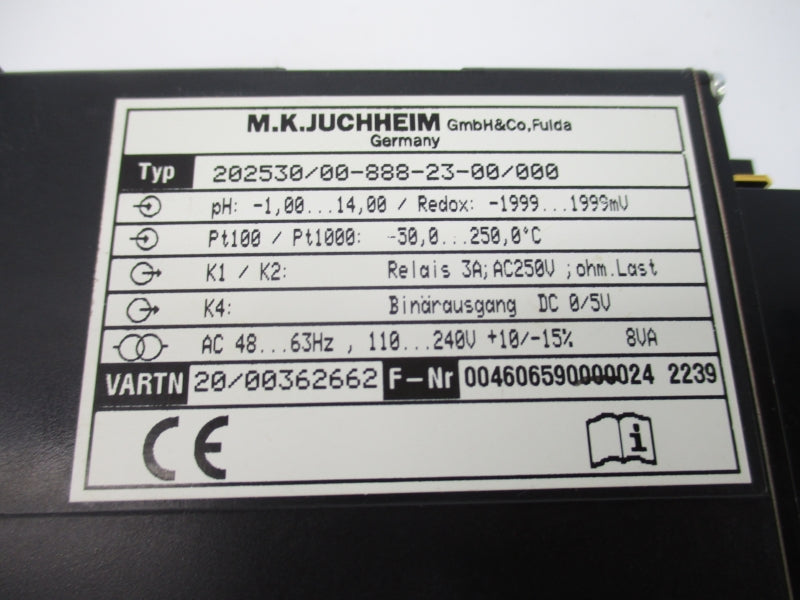 M.K.JUCHHEIM GmbH&Co,Fulda
Germany
Typ 202530/00-888-23-00/000
pH: -1,00...14,00 / Redox: -1999...1999mV
Pt100 / Pt1000: -50,0...250,0°C
K1 / K2: Relais 3A;AC250V ;ohm.Last
K4: Binärausgang DC 0/5V
AC 48...63Hz , 110...240V +10/-15% 8VA
VARTN 20/00362662 F-Nr 004606590000024 2239
CE
i